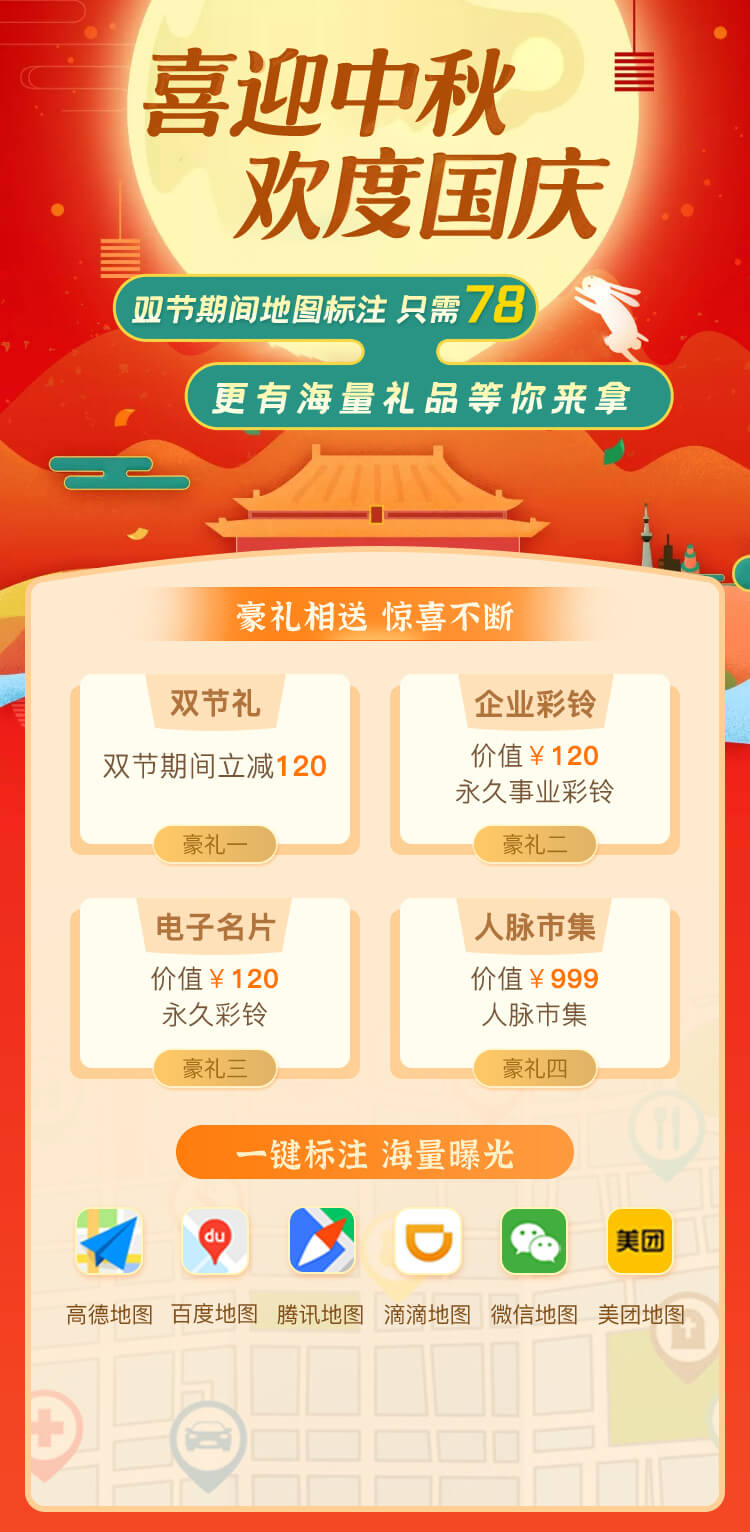 喜迎中秋
欢度国庆
双节期间地图标注 只需78
更有海量礼品等你来拿
豪礼相送 惊喜不断
双节礼
双节期间立减120
豪礼一
企业彩铃
价值￥120
永久事业彩铃
豪礼二
电子名片
价值￥120
永久彩铃
豪礼三
人脉市集
价值￥999
人脉市集
豪礼四
一键标注 海量曝光
du
美团
高德地图 百度地图 腾讯地图 滴滴地图 微信地图 美团地图